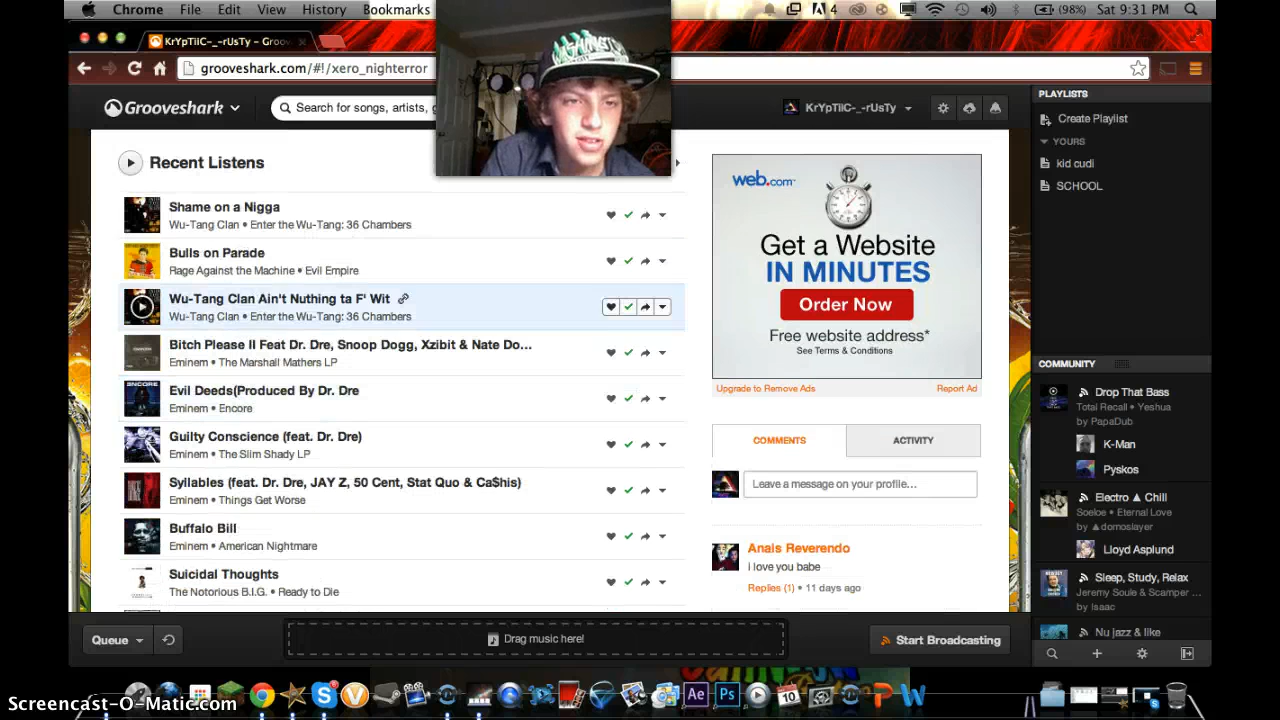 Chrome File Edit View History Bookmarks
4 (98%) Sat 9:31 PM
KrYpTiiC-_-rUsTy - Groov
grooveshark.com/#!/xero_nighterror
Grooveshark
Search for songs, artists, g
KrYpTiIC-_-rUsTy
Recent Listens
Shame on a Nigga
Wu-Tang Clan • Enter the Wu-Tang: 36 Chambers
Bulls on Parade
Rage Against the Machine • Evil Empire
Wu-Tang Clan Ain't Nuthing ta F' Wit
Wu-Tang Clan • Enter the Wu-Tang: 36 Chambers
Bitch Please II Feat Dr. Dre, Snoop Dogg, Xzibit & Nate Do...
Eminem • The Marshall Mathers LP
Evil Deeds(Produced By Dr. Dre
Eminem • Encore
Guilty Conscience (feat. Dr. Dre)
Eminem • The Slim Shady LP
Syllables (feat. Dr. Dre, JAY Z, 50 Cent, Stat Quo & Ca$his)
Eminem • Things Get Worse
Buffalo Bill
Eminem • American Nightmare
Suicidal Thoughts
The Notorious B.I.G. • Ready to Die
web.com
Get a Website
IN MINUTES
Order Now
Free website address*
See Terms & Conditions
Upgrade to Remove Ads Report Ad
COMMENTS ACTIVITY
Leave a message on your profile...
Anais Reverendo
i love you babe
Replies (1) • 11 days ago
PLAYLISTS
Create Playlist
YOURS
kid cudi
SCHOOL
COMMUNITY
Drop That Bass
Total Recall • Yeshua
by PapaDub
K-Man
Pyskos
Electro ▲ Chill
Soeloe • Eternal Love
by ▲dornoslayer
Lloyd Asplund
Sleep, Study, Relax
Jeremy Soule & Scamper ...
by Isaac
Nu jazz & like
Queue
Drag music here!
Start Broadcasting
Ae Ps 10 P W
Screencast-O-Matic.com